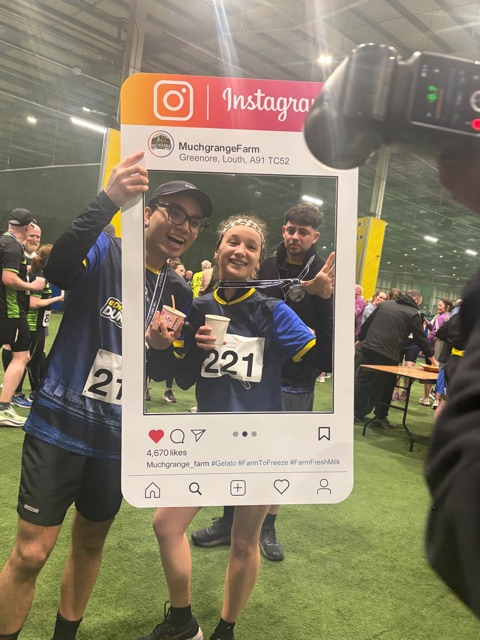 Instagra
MuchgrangeFarm
Greenore, Louth, A91 TC52
221
27
4,670 likes
Muchgrange_farm #Gelato #FarmToFreeze #FarmFreshMilk